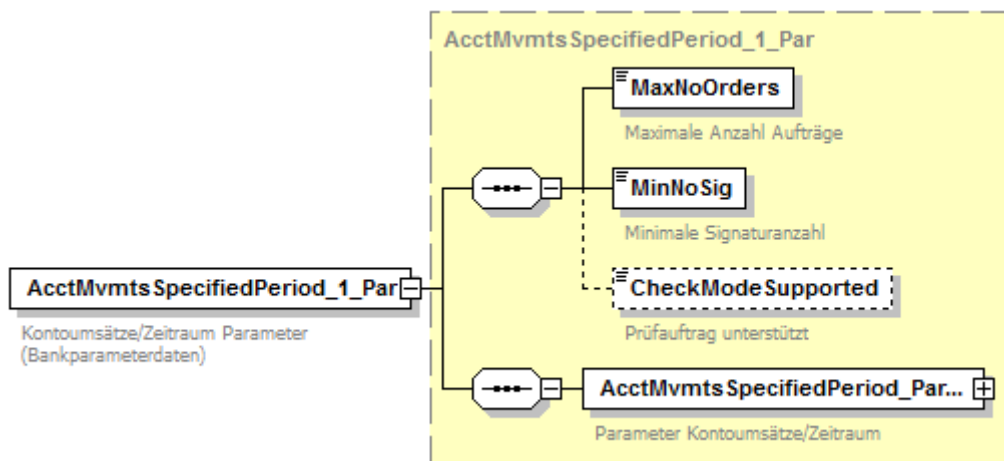 AcctMvmtsSpecifiedPeriod_1_Par
MaxNoOrders
Maximale Anzahl Aufträge
MinNoSig
Minimale Signaturanzahl
CheckModeSupported
Prüfauftrag unterstützt
AcctMvmtsSpecifiedPeriod_1_Par
Kontoumsätze/Zeitraum Parameter
(Bankparameterdaten)
AcctMvmtsSpecifiedPeriod_Par...
Parameter Kontoumsätze/Zeitraum